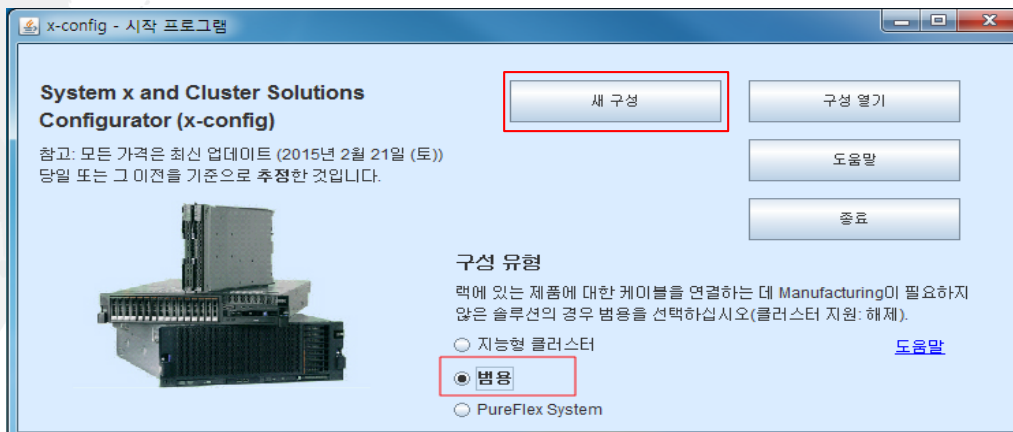 x-config - 시작 프로그램
System x and Cluster Solutions
Configurator (x-config)
참고: 모든 가격은 최신 업데이트 (2015년 2월 21일 (토))
당일 또는 그 이전을 기준으로 추정한 것입니다.
새 구성
구성 열기
도움말
종료
구성 유형
랙에 있는 제품에 대한 케이블을 연결하는 데 Manufacturing이 필요하지
않은 솔루션의 경우 범용을 선택하십시오(클러스터 지원: 해제).
지능형 클러스터
도움말
범용
PureFlex System